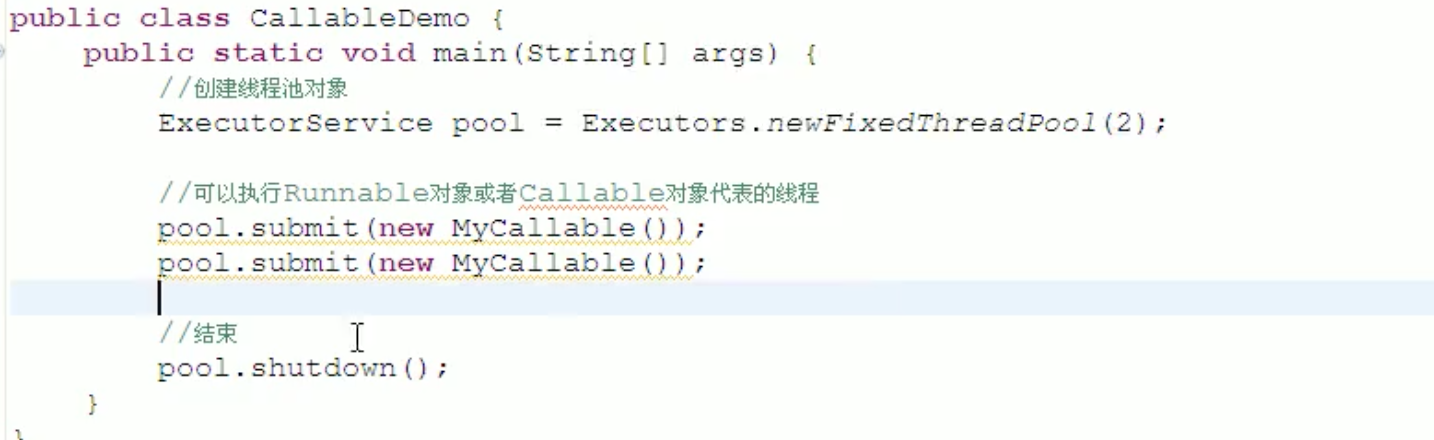 public class CallableDemo {
public static void main(String[] args) {
//创建线程池对象
ExecutorService pool = Executors.newFixedThreadPool(2);
//可以执行Runnable对象或者Callable对象代表的线程
pool.submit(new MyCallable());
pool.submit(new MyCallable());
//结束
pool.shutdown();
}
}